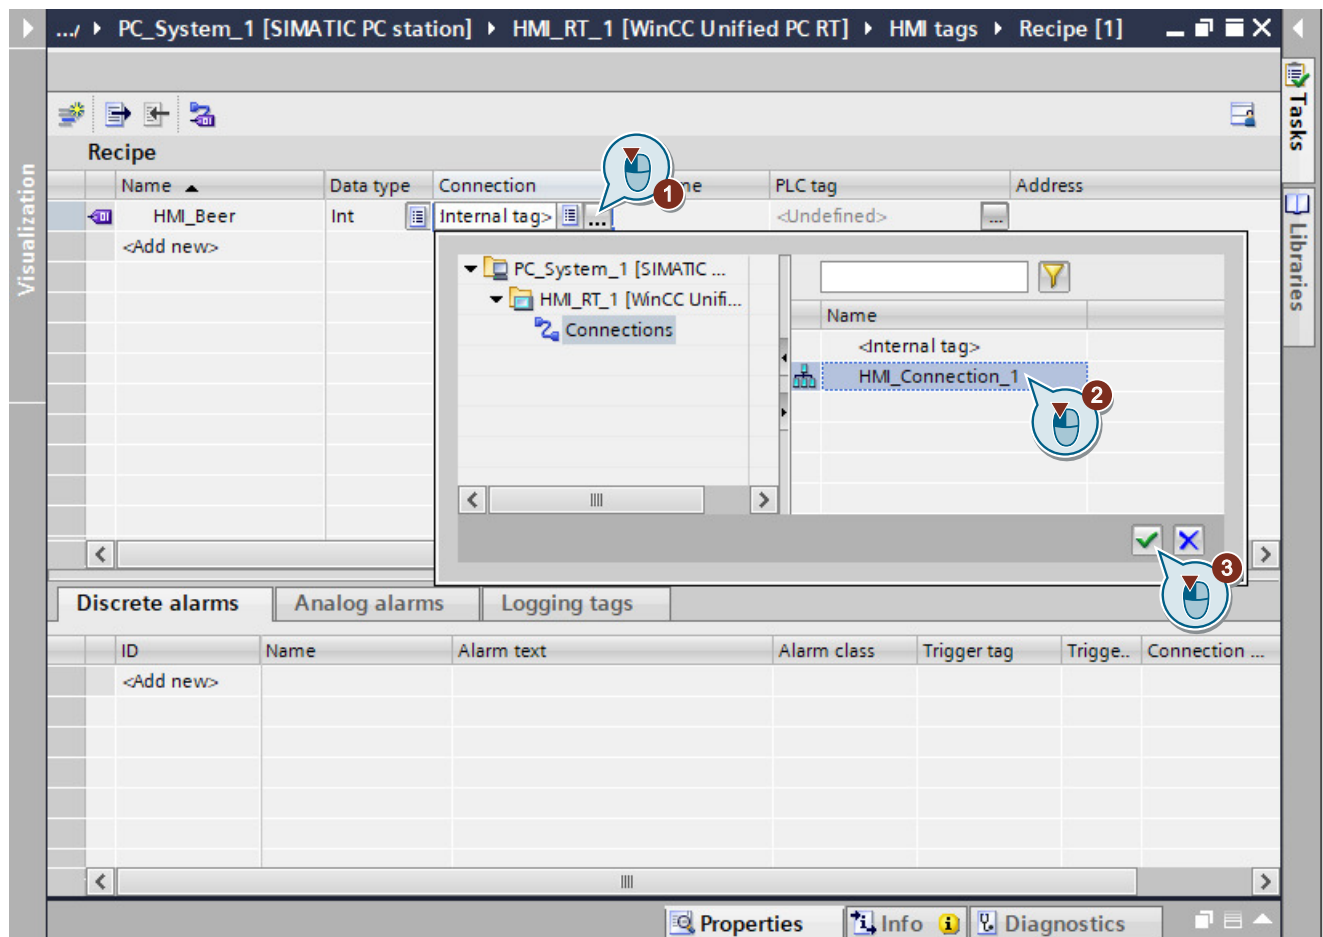 .../ PC_System_1 [SIMATIC PC station] HMI_RT_1 [WinCC Unified PC RT] HMI tags Recipe [1]
Tasks
Libraries
Visualization
Recipe
Name Data type Connection PLC tag Address
1
HMI_Beer Int Internal tag> ... <Undefined> ...
<Add new>
PC_System_1 [SIMATIC ...
HMI_RT_1 [WinCC Unifi...
Connections
Name
<Internal tag>
HMI_Connection_1
2
3
Discrete alarms Analog alarms Logging tags
ID Name Alarm text Alarm class Trigger tag Trigge.. Connection ...
<Add new>
Properties Info Diagnostics